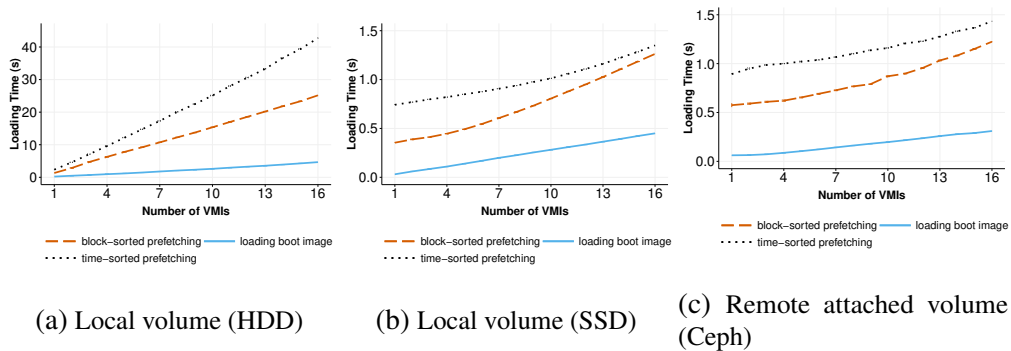 Loading Time (s)
40
30
20
10
0
1 4 7 10 13 16
Number of VMIs
block−sorted prefetching loading boot image
time−sorted prefetching
(a) Local volume (HDD)
Loading Time (s)
1.5
1.0
0.5
0.0
1 4 7 10 13 16
Number of VMIs
block−sorted prefetching loading boot image
time−sorted prefetching
(b) Local volume (SSD)
Loading Time (s)
1.5
1.0
0.5
0.0
1 4 7 10 13 16
Number of VMIs
block−sorted prefetching loading boot image
time−sorted prefetching
(c) Remote attached volume
(Ceph)